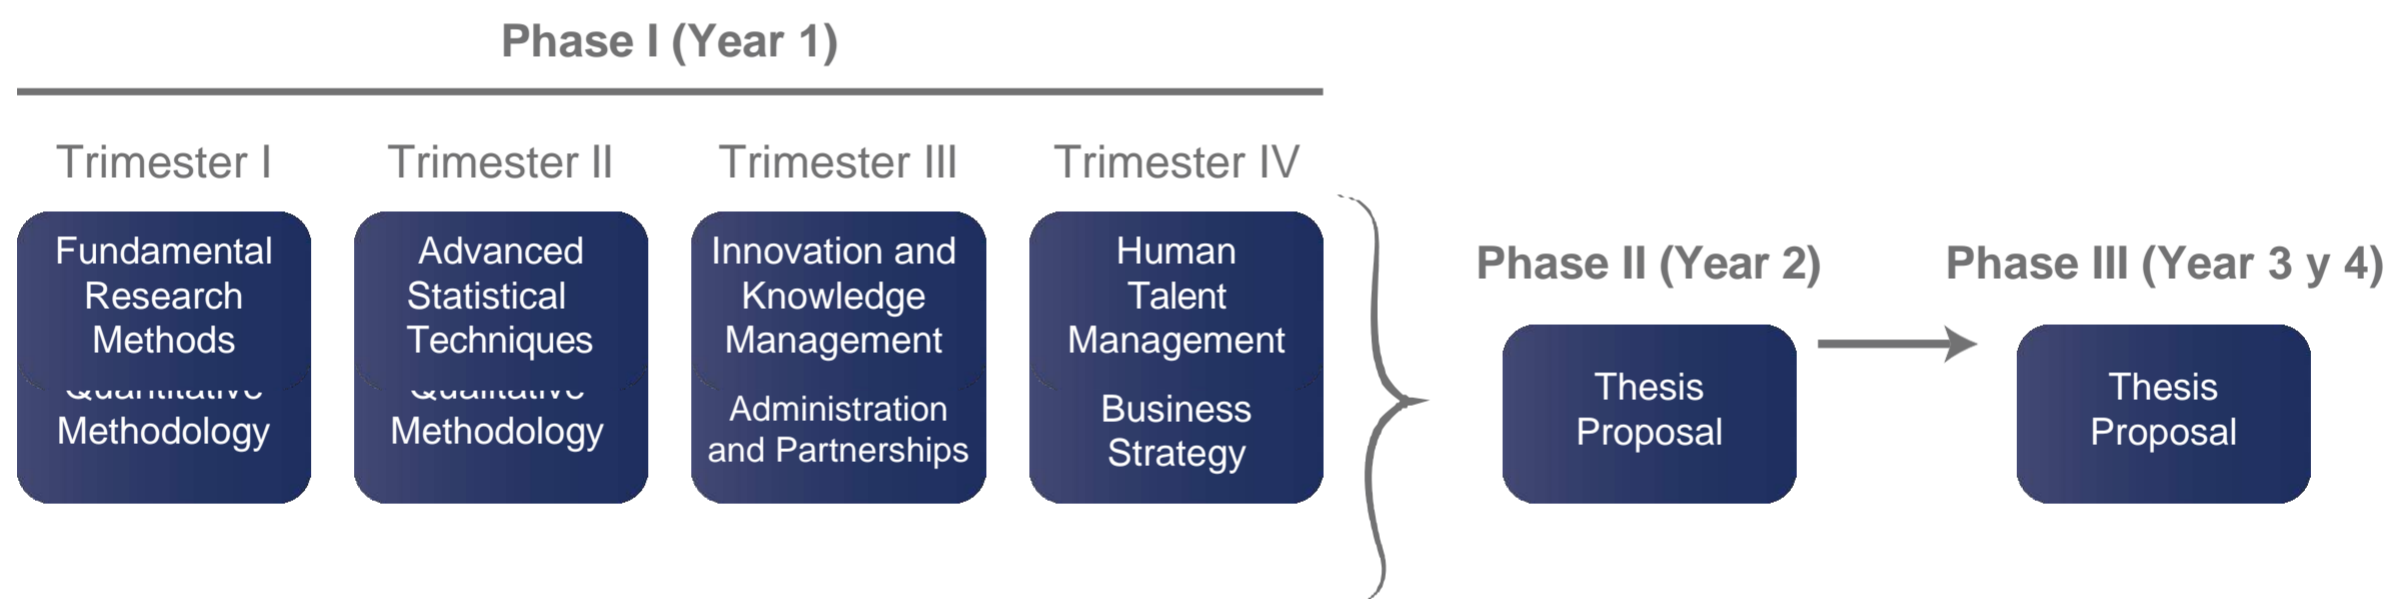 Phase I (Year 1)
Trimester I
Trimester II
Trimester III
Trimester IV
Fundamental
Research
Methods
Quantitative
Methodology
Advanced
Statistical
Techniques
Qualitative
Methodology
Innovation and
Knowledge
Management
Administration
and Partnerships
Human
Talent
Management
Business
Strategy
Phase II (Year 2)
Thesis
Proposal
Phase III (Year 3 y 4)
Thesis
Proposal